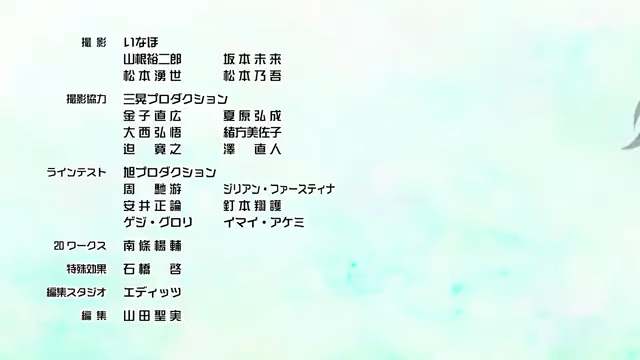 撮影 いなほ
山根裕二郎 坂本未来
松本湧世 松本乃吾
撮影協力 三晃プロダクション
金子直広 夏原弘成
大西弘悟 緒方美佐子
迫 寛之 澤 直人
ラインテスト 旭プロダクション
周 馳游 ジリアン・ファースティナ
安井正論 釘本翔護
ゲジ・グロリ イマイ・アケミ
2Dワークス 南條楊輔
特殊効果 石橋 啓
編集スタジオ エディッツ
編集 山田聖実